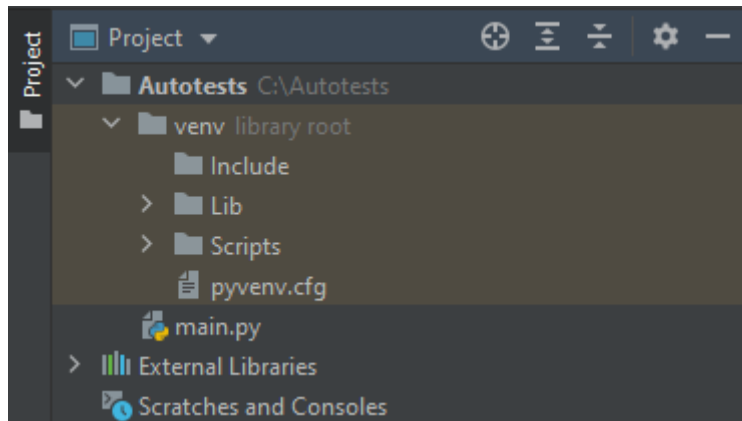 Project
Project
Autotests C:\Autotests
venv library root
Include
Lib
Scripts
pyvenv.cfg
main.py
External Libraries
Scratches and Consoles